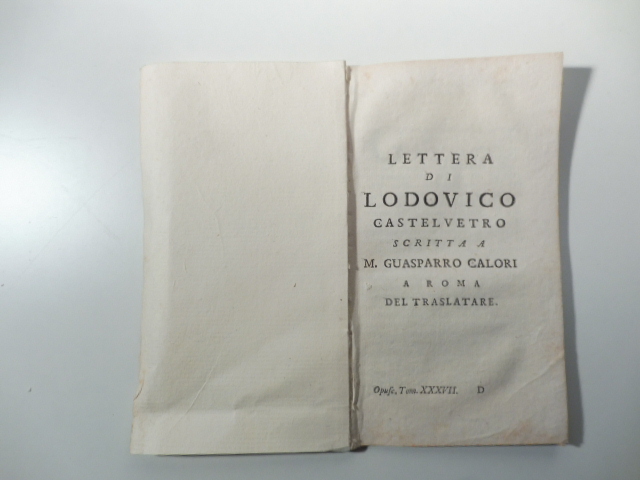 LETTERA
DI
LODOVICO
CASTELVETRO
SCRITTA A
M. GUASPARRO CALORI
A ROMA
DEL TRASLATARE.
Opusc. Tom. XXXVII. D